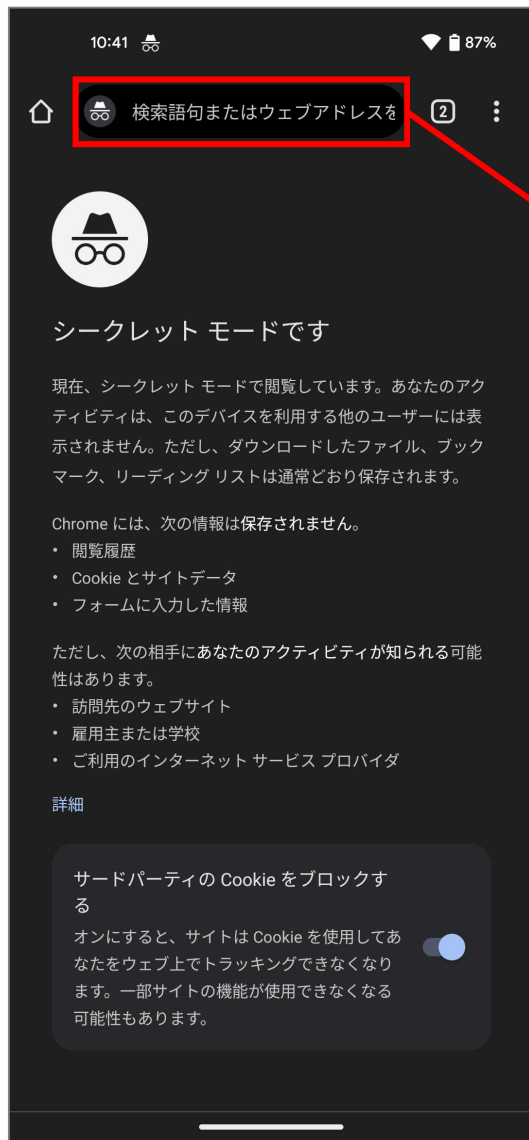 10:41
87%
検索語句またはウェブアドレスを
2
シークレット モードです
現在、シークレット モードで閲覧しています。あなたのアク
ティビティは、このデバイスを利用する他のユーザーには表
示されません。ただし、ダウンロードしたファイル、ブック
マーク、リーディング リストは通常どおり保存されます。
Chrome には、次の情報は保存されません。
• 閲覧履歴
• Cookie とサイトデータ
• フォームに入力した情報
ただし、次の相手にあなたのアクティビティが知られる可能
性はあります。
• 訪問先のウェブサイト
• 雇用主または学校
• ご利用のインターネット サービス プロバイダ
詳細
サードパーティの Cookie をブロックす
る
オンにすると、サイトは Cookie を使用してあ
なたをウェブ上でトラッキングできなくなり
ます。一部サイトの機能が使用できなくなる
可能性もあります。